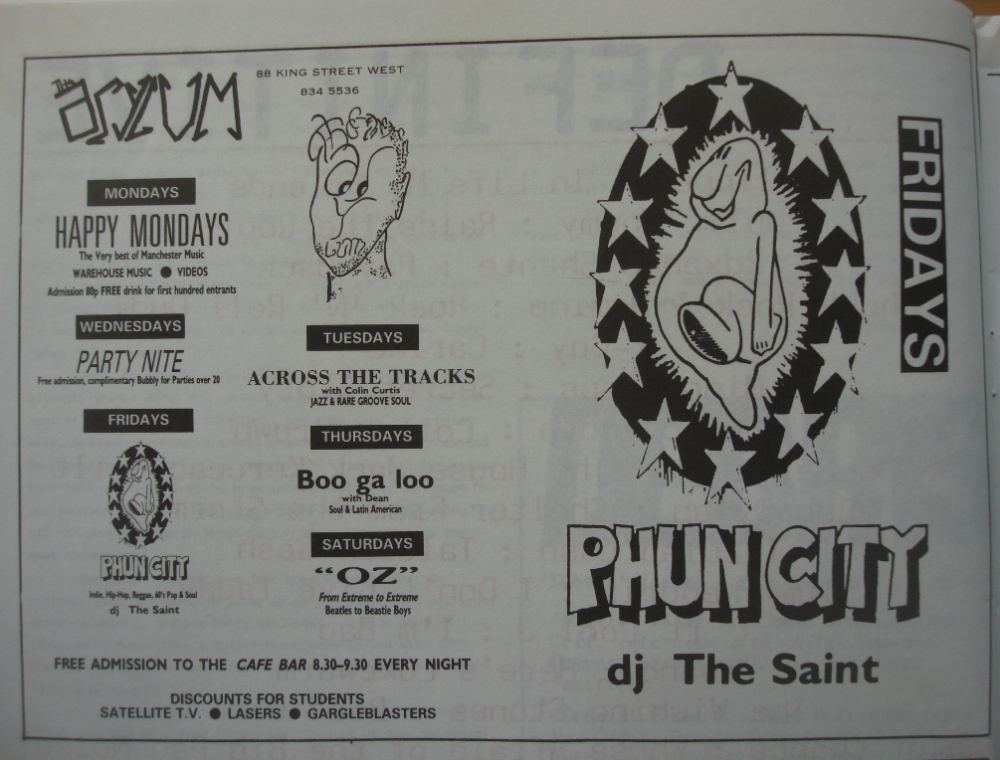 The Asylum
88 KING STREET WEST
834 5536
MONDAYS
HAPPY MONDAYS
The Very best of Manchester Music
WAREHOUSE MUSIC ● VIDEOS
Admission 80p FREE drink for first hundred entrants
WEDNESDAYS
PARTY NITE
Free admission, complimentary Bubbly for Parties over 20
FRIDAYS
PHUN CITY
Indie, Hip-Hop, Reggae, 60's Pop & Soul
dj The Saint
TUESDAYS
ACROSS THE TRACKS
with Colin Curtis
JAZZ & RARE GROOVE SOUL
THURSDAYS
Boo ga loo
with Dean
Soul & Latin American
SATURDAYS
“OZ”
From Extreme to Extreme
Beatles to Beastie Boys
FREE ADMISSION TO THE CAFE BAR 8.30–9.30 EVERY NIGHT
DISCOUNTS FOR STUDENTS
SATELLITE T.V. ● LASERS ● GARGLEBLASTERS
FRIDAYS
PHUN CITY
dj The Saint